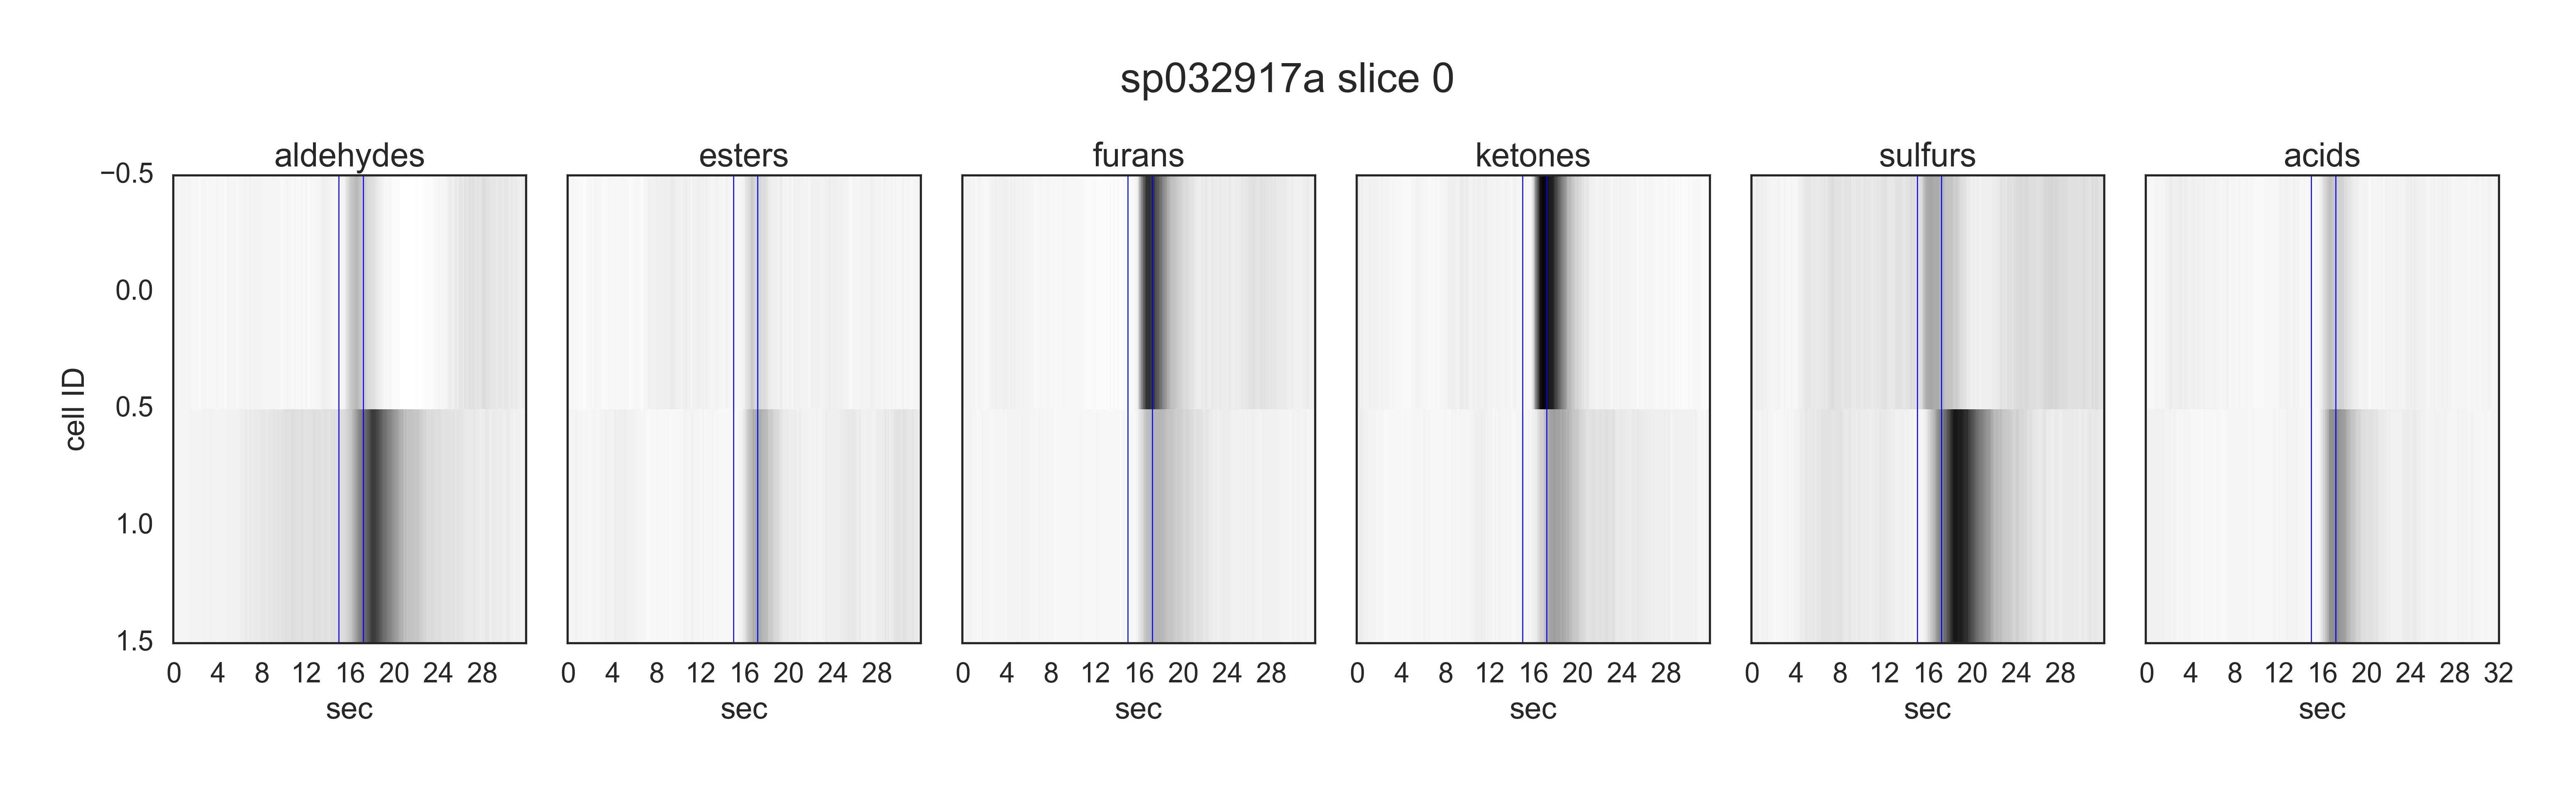 sp032917a slice 0
aldehydes esters furans ketones sulfurs acids
−0.5
0.0
0.5
1.0
1.5
cell ID
0 4 8 12 16 20 24 28 0 4 8 12 16 20 24 28 0 4 8 12 16 20 24 28 0 4 8 12 16 20 24 28 0 4 8 12 16 20 24 28 0 4 8 12 16 20 24 28 32
sec sec sec sec sec sec